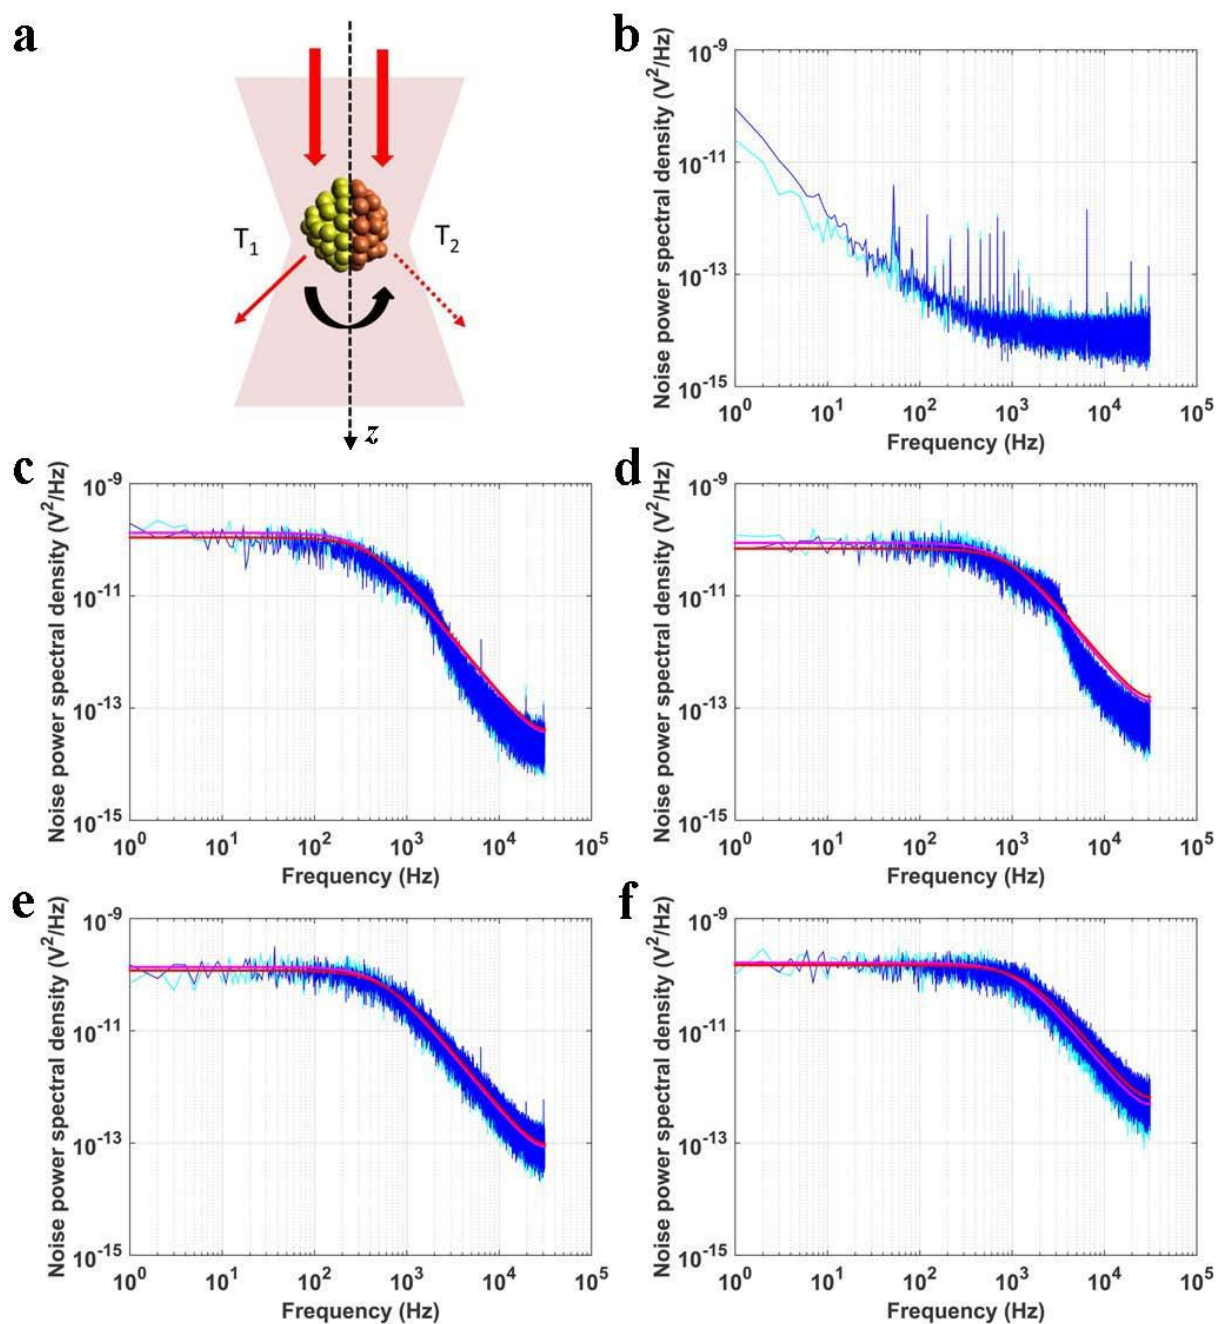 a
T₁
T₂
z
b
Noise power spectral density (V²/Hz)
10⁻⁹
10⁻¹¹
10⁻¹³
10⁻¹⁵
10⁰ 10¹ 10² 10³ 10⁴ 10⁵
Frequency (Hz)
c
Noise power spectral density (V²/Hz)
10⁻⁹
10⁻¹¹
10⁻¹³
10⁻¹⁵
10⁰ 10¹ 10² 10³ 10⁴ 10⁵
Frequency (Hz)
d
Noise power spectral density (V²/Hz)
10⁻⁹
10⁻¹¹
10⁻¹³
10⁻¹⁵
10⁰ 10¹ 10² 10³ 10⁴ 10⁵
Frequency (Hz)
e
Noise power spectral density (V²/Hz)
10⁻⁹
10⁻¹¹
10⁻¹³
10⁻¹⁵
10⁰ 10¹ 10² 10³ 10⁴ 10⁵
Frequency (Hz)
f
Noise power spectral density (V²/Hz)
10⁻⁹
10⁻¹¹
10⁻¹³
10⁻¹⁵
10⁰ 10¹ 10² 10³ 10⁴ 10⁵
Frequency (Hz)